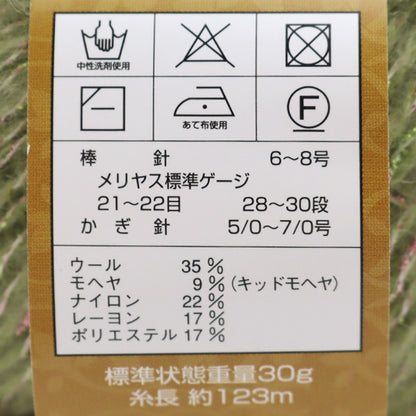 中性洗剤使用
あて布使用
F
棒針 6〜8号
メリヤス標準ゲージ
21〜22目 28〜30段
かぎ針 5/0〜7/0号
ウール 35%
モヘヤ 9%(キッドモヘヤ)
ナイロン 22%
レーヨン 17%
ポリエステル 17%
標準状態重量30g
糸長 約123m